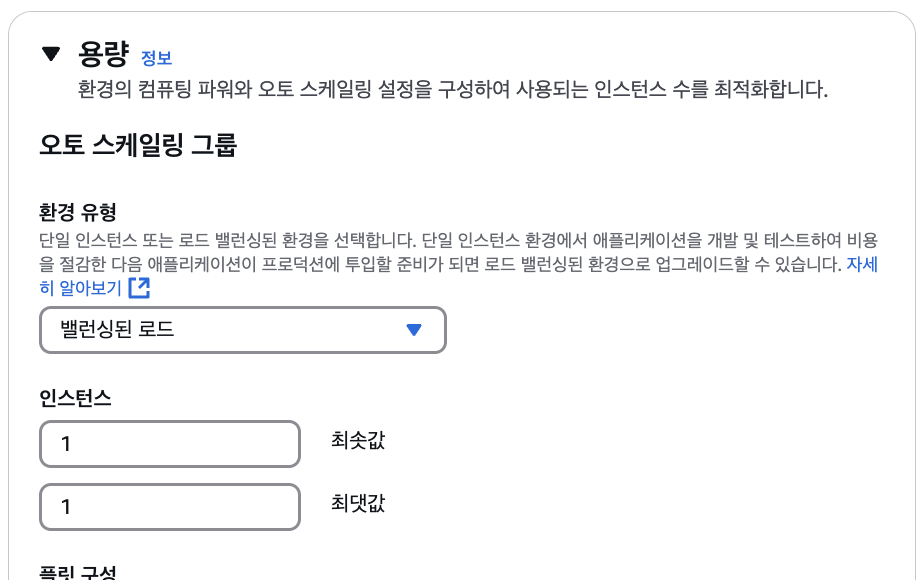 용량 정보
환경의 컴퓨팅 파워와 오토 스케일링 설정을 구성하여 사용되는 인스턴스 수를 최적화합니다.
오토 스케일링 그룹
환경 유형
단일 인스턴스 또는 로드 밸런싱된 환경을 선택합니다. 단일 인스턴스 환경에서 애플리케이션을 개발 및 테스트하여 비용
을 절감한 다음 애플리케이션이 프로덕션에 투입할 준비가 되면 로드 밸런싱된 환경으로 업그레이드할 수 있습니다. 자세
히 알아보기
밸런싱된 로드
인스턴스
1 최솟값
1 최댓값
플릿 구성